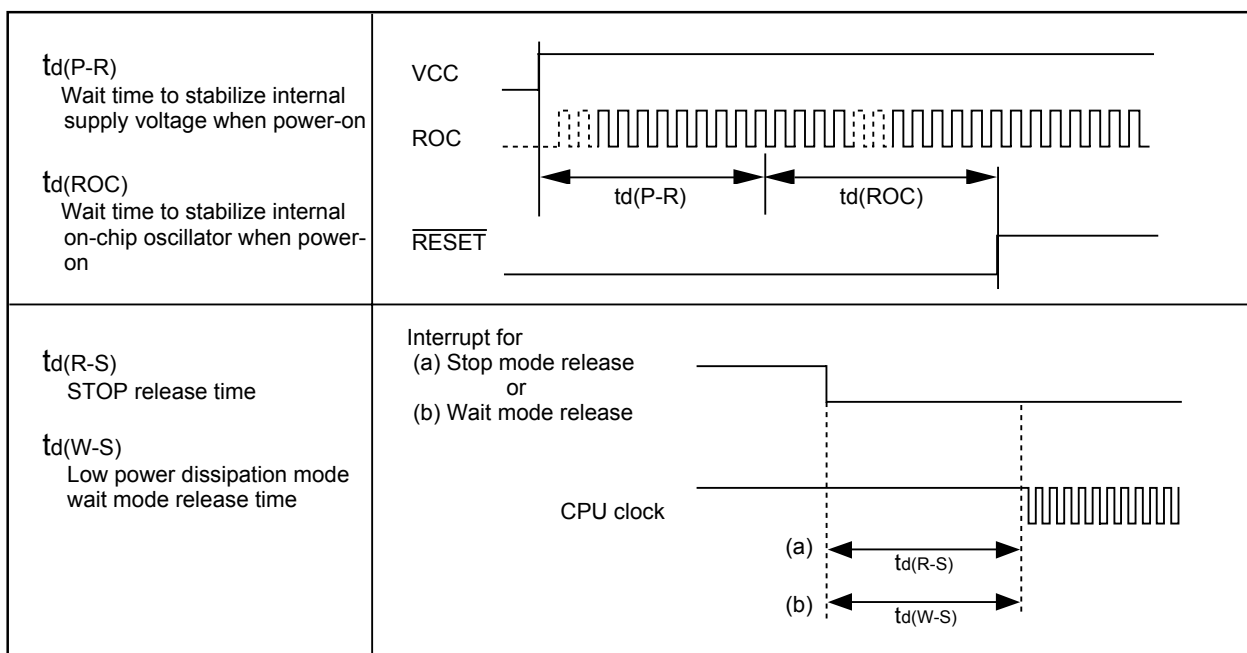 td(P-R)
Wait time to stabilize internal
supply voltage when power-on
td(ROC)
Wait time to stabilize internal
on-chip oscillator when power-
on
VCC
ROC
td(P-R)
td(ROC)
RESET
td(R-S)
STOP release time
td(W-S)
Low power dissipation mode
wait mode release time
Interrupt for
(a) Stop mode release
or
(b) Wait mode release
CPU clock
(a)
td(R-S)
(b)
td(W-S)